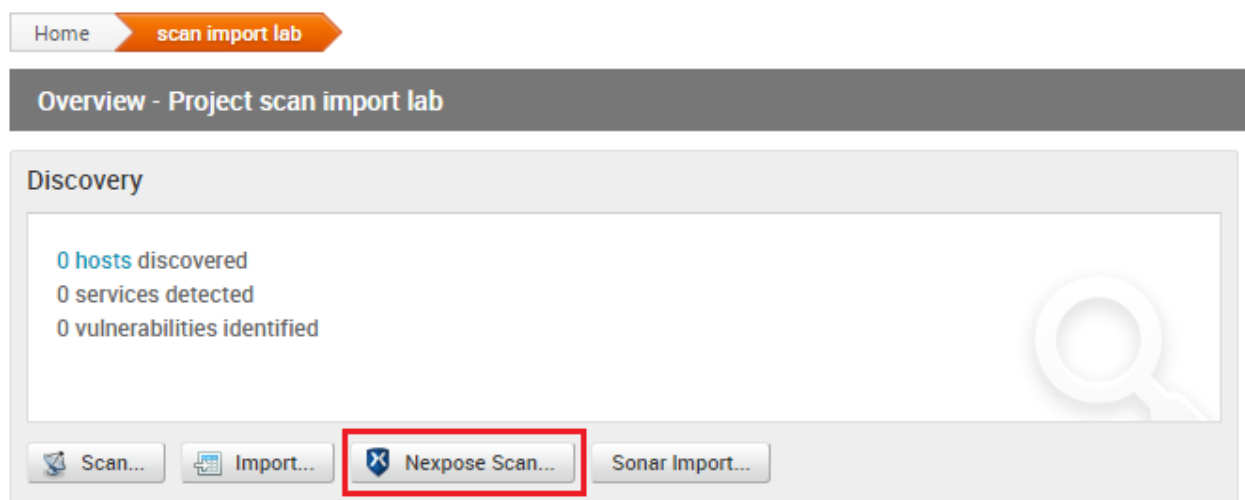 Home scan import lab
Overview - Project scan import lab
Discovery
0 hosts discovered
0 services detected
0 vulnerabilities identified
Scan... Import... Nexpose Scan... Sonar Import...